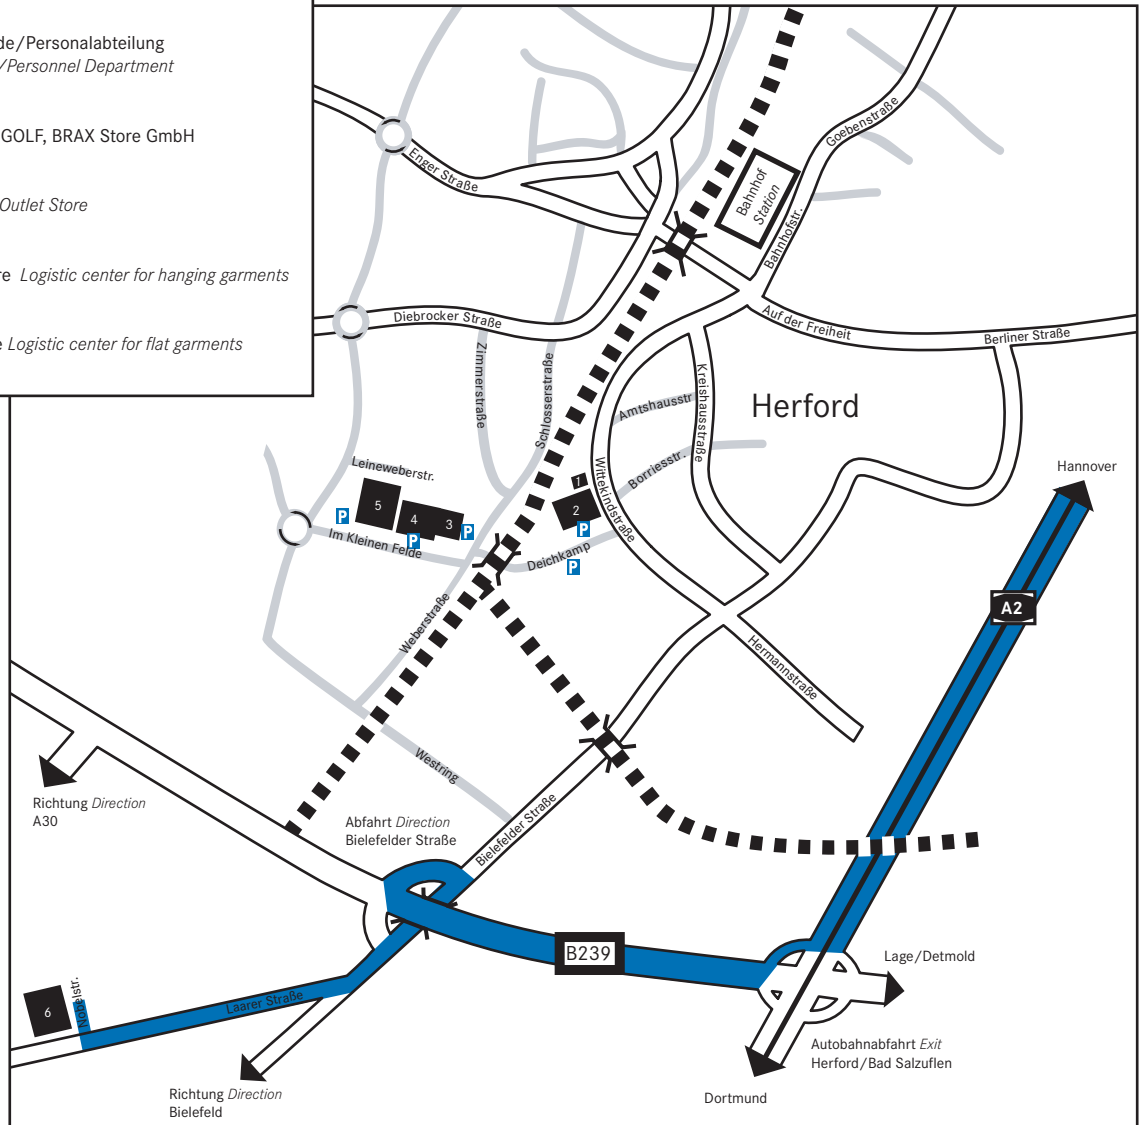 de/Personalabteilung
/Personnel Department
GOLF, BRAX Store GmbH
Outlet Store
re Logistic center for hanging garments
e Logistic center for flat garments
Enger Straße
Goebenstraße
Bahnhof
Station
Bahnhofstr.
Diebrocker Straße
Auf der Freiheit
Berliner Straße
Zimmerstraße
Schlosserstraße
Kreishausstraße
Amtshausstr
Herford
Leineweberstr.
Borriesstr.
Wittekindstraße
Hannover
1
2
3
4
5
P
P
P
P
P
Im Kleinen Felde
Deichkamp
Weberstraße
A2
Hermannstraße
Westring
Richtung Direction
A30
Abfahrt Direction
Bielefelder Straße
Bielefelder Straße
B239
Lage/Detmold
6
Nobelstr.
Laarer Straße
Autobahnabfahrt Exit
Herford/Bad Salzuflen
Richtung Direction
Bielefeld
Dortmund